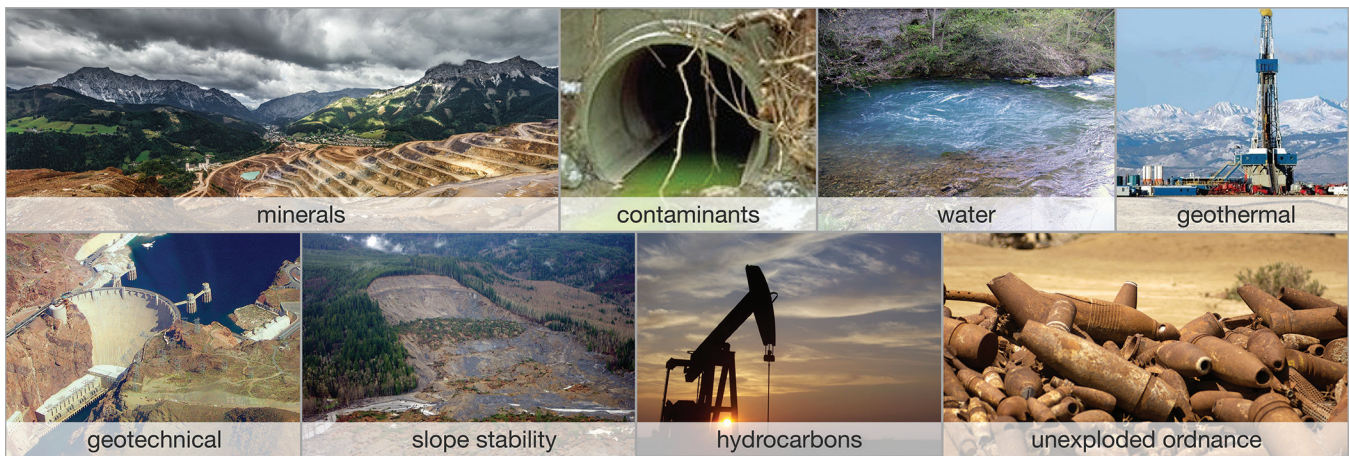 minerals
contaminants
water
geothermal
geotechnical
slope stability
hydrocarbons
unexploded ordnance